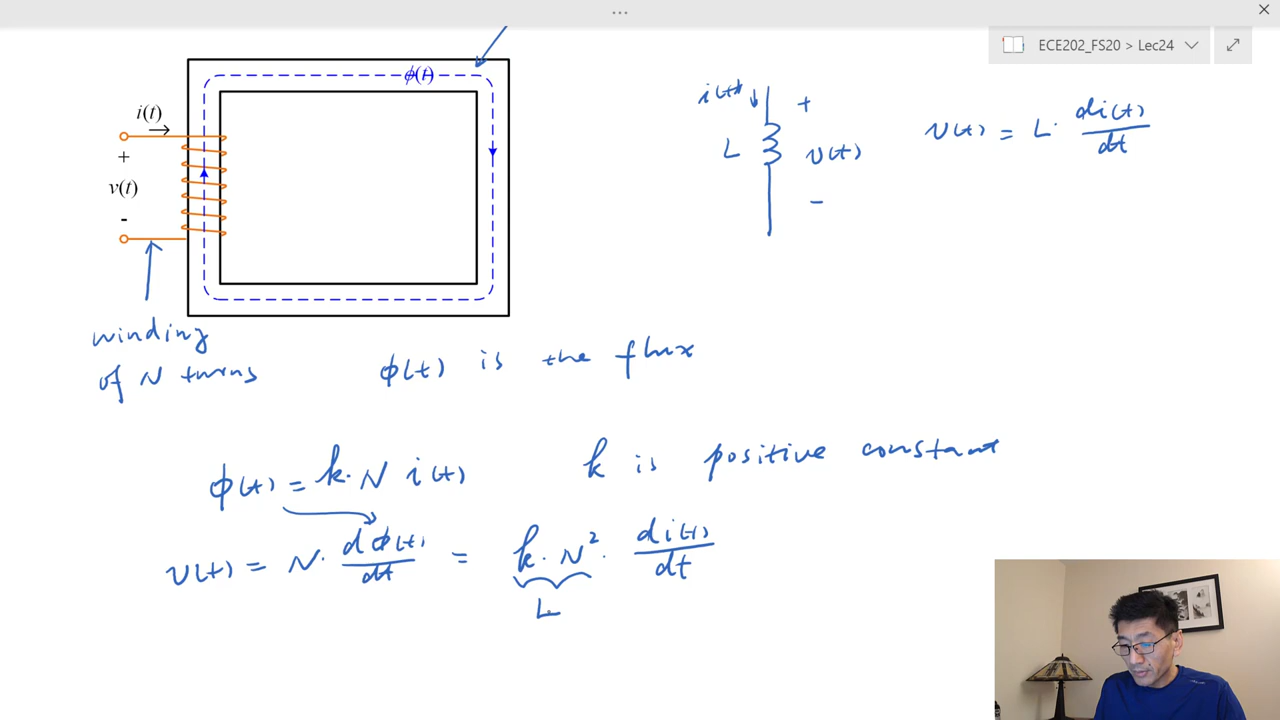 ECE202_FS20 > Lec24
ϕ(t)
i(t)
+
v(t)
-
i(t)
+
L
v(t)
-
v(t) = L · di(t)/dt
winding
of N turns
ϕ(t) is the flux
ϕ(t) = k · N i(t)
k is positive constant
v(t) = N · dϕ(t)/dt = k · N² · di(t)/dt
L